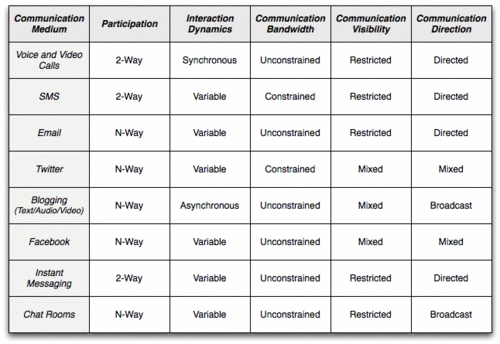 Communication Medium Participation Interaction Dynamics Communication Bandwidth Communication Visibility Communication Direction
Voice and Video Calls 2-Way Synchronous Unconstrained Restricted Directed
SMS 2-Way Variable Constrained Restricted Directed
Email N-Way Variable Unconstrained Restricted Directed
Twitter N-Way Variable Constrained Mixed Mixed
Blogging (Text/Audio/Video) N-Way Asynchronous Unconstrained Mixed Broadcast
Facebook N-Way Variable Unconstrained Mixed Mixed
Instant Messaging 2-Way Variable Unconstrained Restricted Directed
Chat Rooms N-Way Variable Unconstrained Restricted Broadcast